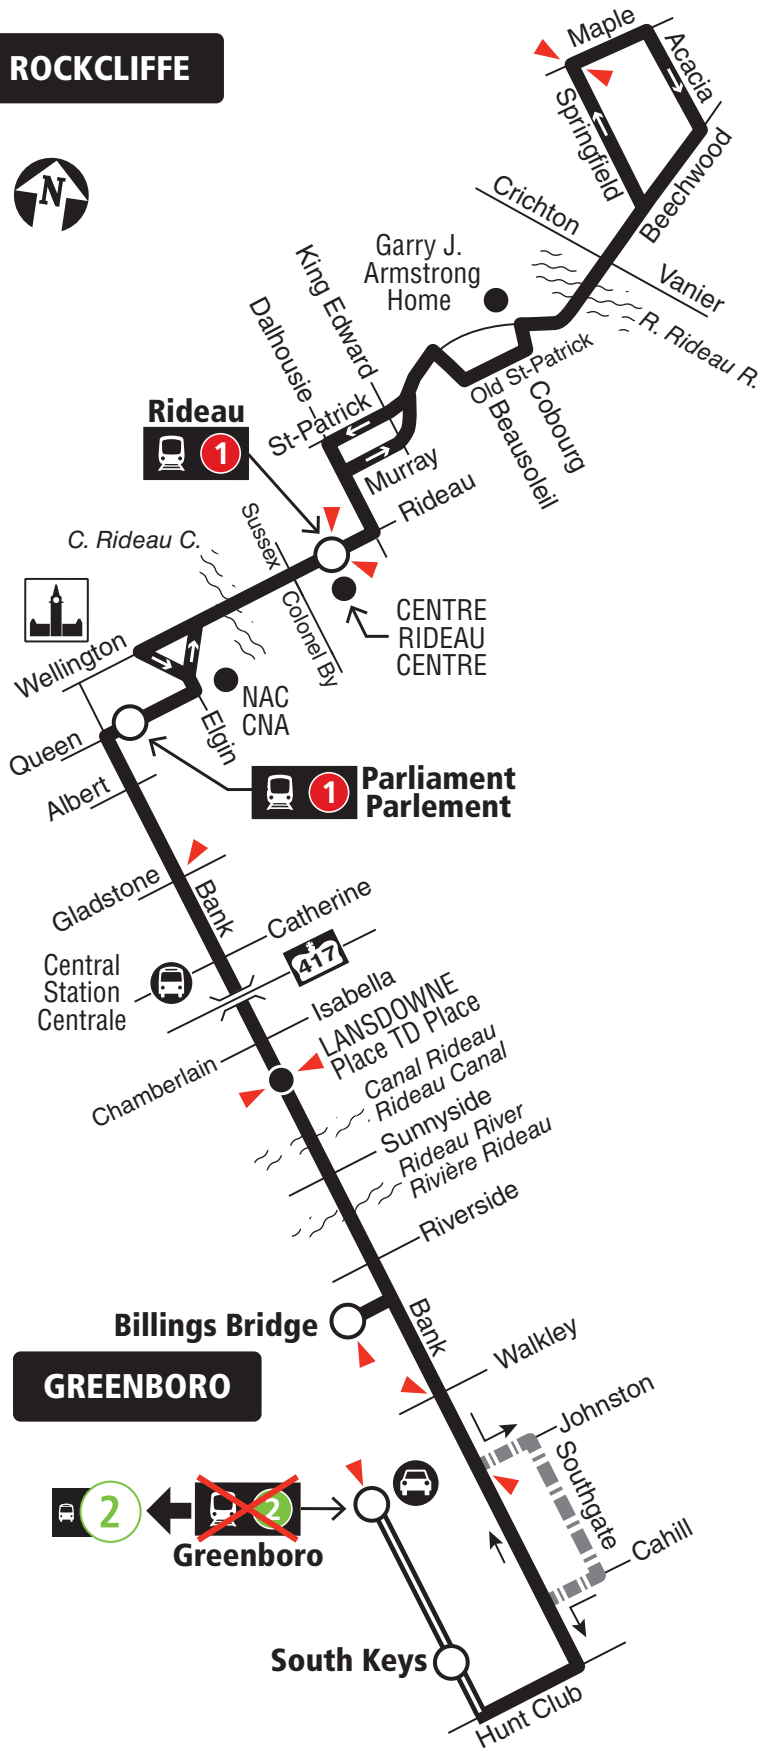 Maple
Acacia
ROCKCLIFFE
Springfield
N
Beechwood
Crichton
Garry J.
Armstrong
Home
King Edward
Vanier
Dalhousie
R. Rideau R.
Old St-Patrick
Cobourg
Beausoleil
Rideau
1
St-Patrick
Murray
Rideau
Sussex
C. Rideau C.
Colonel By
CENTRE
RIDEAU
CENTRE
Wellington
NAC
CNA
Elgin
Queen
Albert
1
Parliament
Parlement
Gladstone
Bank
Catherine
417
Central
Station
Centrale
Isabella
LANSDOWNE
Place TD Place
Chamberlain
Canal Rideau
Rideau Canal
Sunnyside
Rideau River
Rivière Rideau
Riverside
Billings Bridge
Bank
Walkley
GREENBORO
Johnston
Southgate
2
2
Greenboro
Cahill
South Keys
Hunt Club